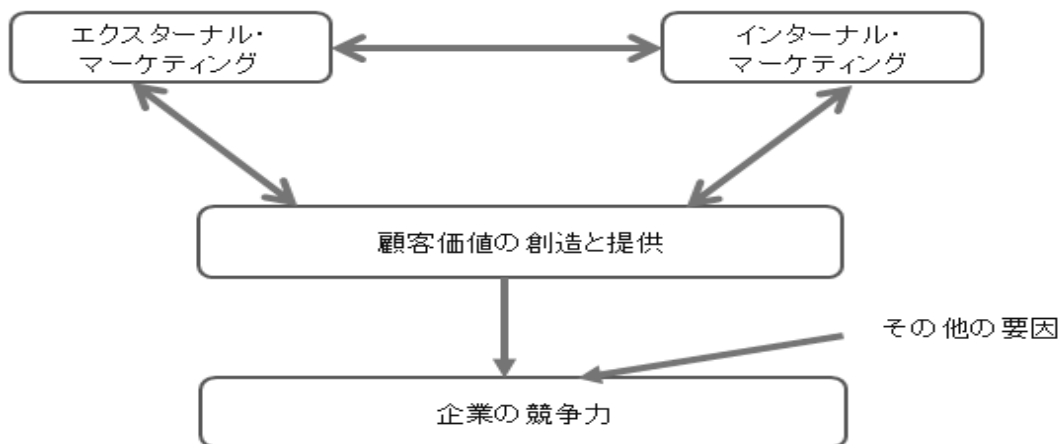 エクスターナル・
マーケティング
インターナル・
マーケティング
顧客価値の創造と提供
その他の要因
企業の競争力